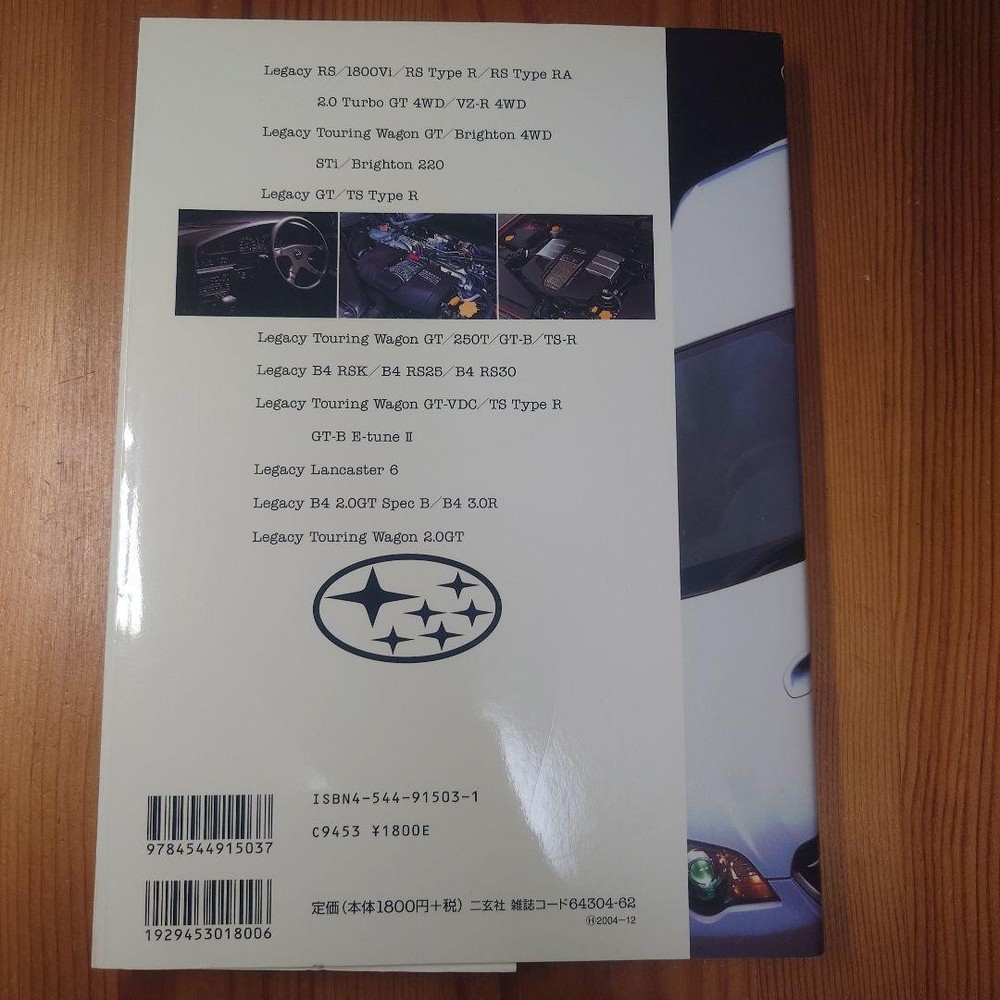 Legacy RS/1800Vi/RS Type R/RS Type RA
2.0 Turbo GT 4WD/VZ-R 4WD
Legacy Touring Wagon GT/Brighton 4WD
STi/Brighton 220
Legacy GT/TS Type R
Legacy Touring Wagon GT/250T/GT-B/TS-R
Legacy B4 RSK/B4 RS25/B4 RS30
Legacy Touring Wagon GT-VDC/TS Type R
GT-B E-tune II
Legacy Lancaster 6
Legacy B4 2.0GT Spec B/B4 3.0R
Legacy Touring Wagon 2.0GT
ISBN4-544-91503-1
C9453 ¥1800E
9784544915037
1929453018006
定価(本体1800円+税) 二玄社 雑誌コード64304-62
Ⓗ2004-12